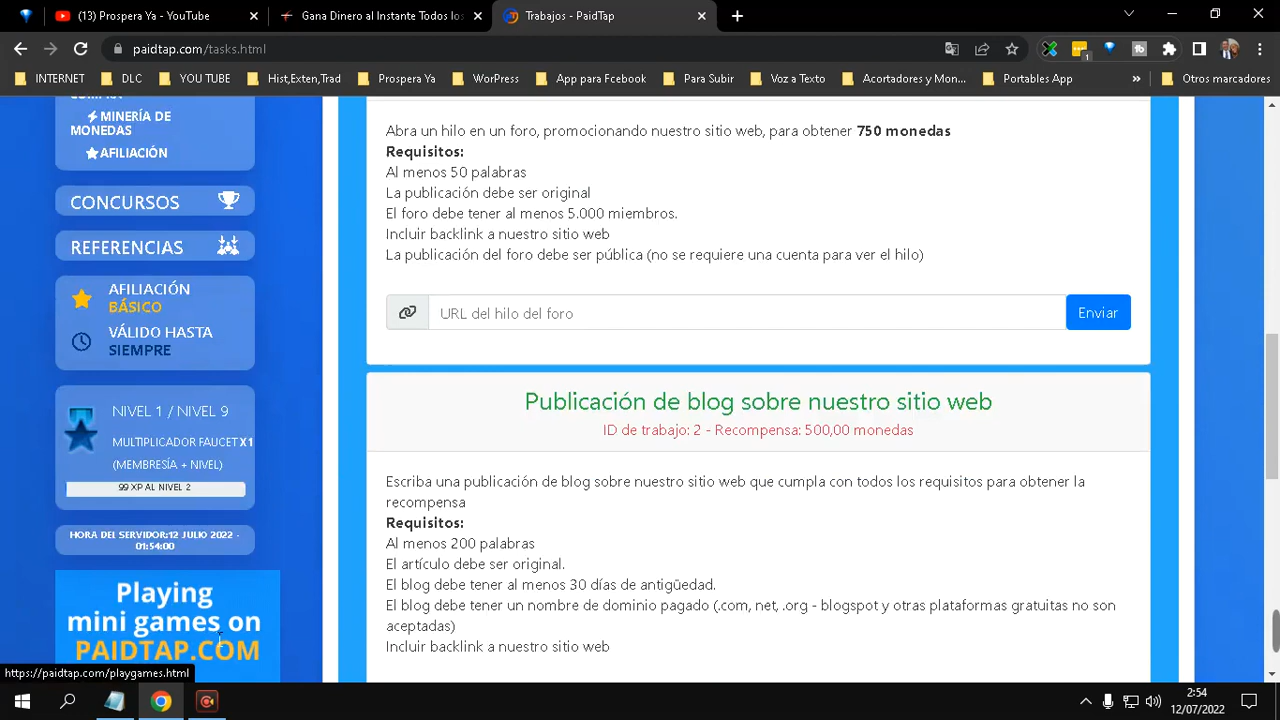 (13) Prospera Ya - YouTube
Gana Dinero al Instante Todos los
Trabajos - PaidTap
paidtap.com/tasks.html
1
INTERNET
DLC
YOU TUBE
Hist,Exten,Trad
Prospera Ya
WorPress
App para Fcebook
Para Subir
Voz a Texto
Acortadores y Mon...
Portables App
»
Otros marcadores
MINERÍA DE
MONEDAS
AFILIACIÓN
CONCURSOS
REFERENCIAS
AFILIACIÓN
BÁSICO
VÁLIDO HASTA
SIEMPRE
NIVEL 1 / NIVEL 9
MULTIPLICADOR FAUCET X1
(MEMBRESÍA + NIVEL)
99 XP AL NIVEL 2
HORA DEL SERVIDOR:12 JULIO 2022 -
01:54:00
Playing
mini games on
PAIDTAP.COM
Abra un hilo en un foro, promocionando nuestro sitio web, para obtener 750 monedas
Requisitos:
Al menos 50 palabras
La publicación debe ser original
El foro debe tener al menos 5.000 miembros.
Incluir backlink a nuestro sitio web
La publicación del foro debe ser pública (no se requiere una cuenta para ver el hilo)
URL del hilo del foro
Enviar
Publicación de blog sobre nuestro sitio web
ID de trabajo: 2 - Recompensa: 500,00 monedas
Escriba una publicación de blog sobre nuestro sitio web que cumpla con todos los requisitos para obtener la
recompensa
Requisitos:
Al menos 200 palabras
El artículo debe ser original.
El blog debe tener al menos 30 días de antigüedad.
El blog debe tener un nombre de dominio pagado (.com, net, .org - blogspot y otras plataformas gratuitas no son
aceptadas)
Incluir backlink a nuestro sitio web
https://paidtap.com/playgames.html
2:54
12/07/2022